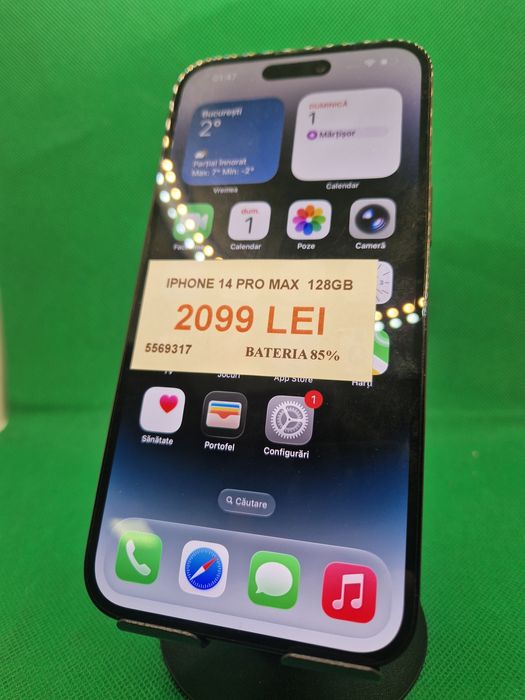 01:47
București
2°
Parțial înnorat
Max: 7° Min: -2°
Vremea
DUMINICĂ
1
Mărțișor
Calendar
dum.
1
Calendar
Poze
Cameră
IPHONE 14 PRO MAX 128GB
2099 LEI
5569317
BATERIA 85%
TV
Jocuri
App Store
Hărți
Sănătate
Portofel
1
Configurări
Căutare